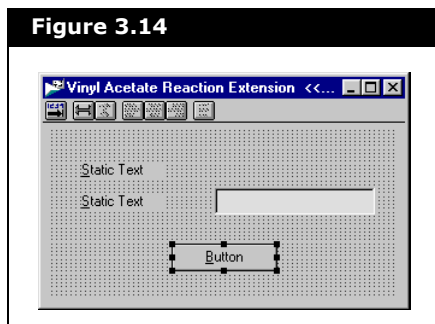 Figure 3.14
Vinyl Acetate Reaction Extension <<...
Static Text
Static Text
Button